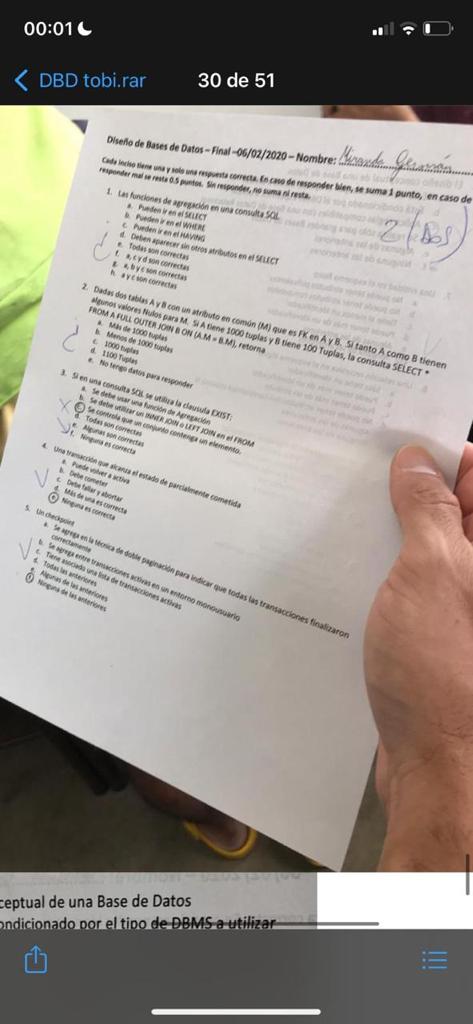 00:01
DBD tobi.rar
30 de 51
Diseño de Bases de Datos – Final –06/02/2020 – Nombre: Miranda Germán
Cada inciso tiene una y solo una respuesta correcta. En caso de responder bien, se suma 1 punto, en caso de
responder mal se resta 0.5 puntos. Sin responder, no suma ni resta.
2 (Dos)
1. Las funciones de agregación en una consulta SQL
a. Pueden ir en el SELECT
b. Pueden ir en el WHERE
c. Pueden ir en el HAVING
d. Deben aparecer sin otros atributos en el SELECT
e. Todas son correctas
f. a, c y d son correctas
g. a, b y c son correctas
h. a y c son correctas
2. Dadas dos tablas A y B con un atributo en común (M) que es FK en A y B. Si tanto A como B tienen
algunos valores Nulos para M. Si A tiene 1000 tuplas y B tiene 100 Tuplas, la consulta SELECT *
FROM A FULL OUTER JOIN B ON (A.M = B.M), retorna
a. Más de 1000 tuplas
b. Menos de 1000 tuplas
c. 1000 tuplas
d. 1100 Tuplas
e. No tengo datos para responder
3. Si en una consulta SQL se utiliza la clausula EXIST:
a. Se debe usar una función de Agregación
b. Se debe utilizar un INNER JOIN o LEFT JOIN en el FROM
c. Se controla que un conjunto contenga un elemento.
d. Todas son correctas
e. Algunas son correctas
f. Ninguna es correcta
4. Una transacción que alcanza el estado de parcialmente cometida
a. Puede volver a activa
b. Debe cometer
c. Debe fallar y abortar
d. Más de una es correcta
e. Ninguna es correcta
5. Un checkpoint
a. Se agrega en la técnica de doble paginación para indicar que todas las transacciones finalizaron
correctamente
b. Se agrega entre transacciones activas en un entorno monousuario
c. Tiene asociado una lista de transacciones activas
d. Todas las anteriores
e. Algunas de las anteriores
f. Ninguna de las anteriores
ceptual de una Base de Datos
ondicionado por el tipo de DBMS a utilizar